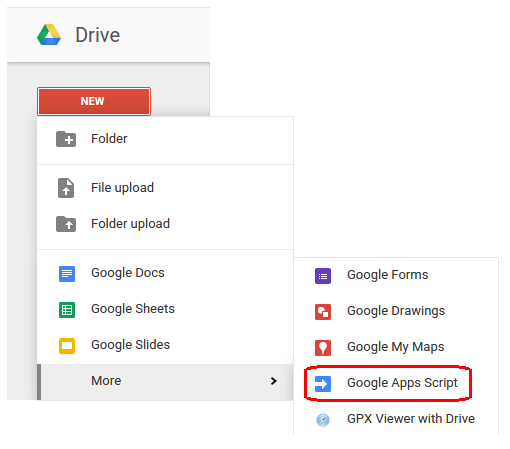 Drive
NEW
Folder
File upload
Folder upload
Google Docs
Google Sheets
Google Slides
More
Google Forms
Google Drawings
Google My Maps
Google Apps Script
GPX Viewer with Drive